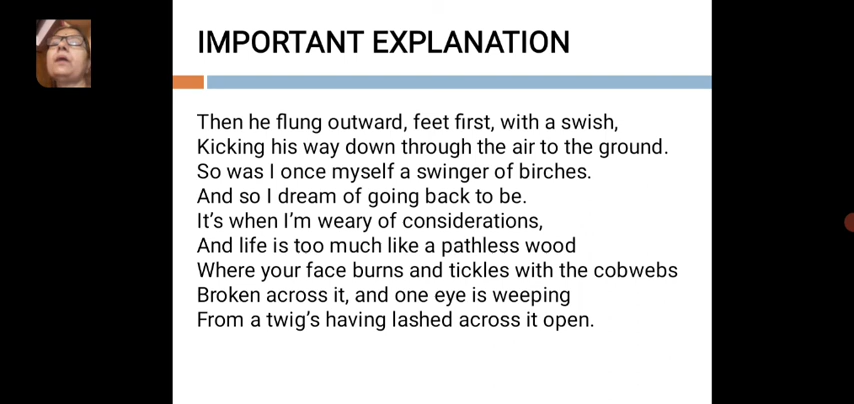 IMPORTANT EXPLANATION
Then he flung outward, feet first, with a swish,
Kicking his way down through the air to the ground.
So was I once myself a swinger of birches.
And so I dream of going back to be.
It’s when I’m weary of considerations,
And life is too much like a pathless wood
Where your face burns and tickles with the cobwebs
Broken across it, and one eye is weeping
From a twig’s having lashed across it open.